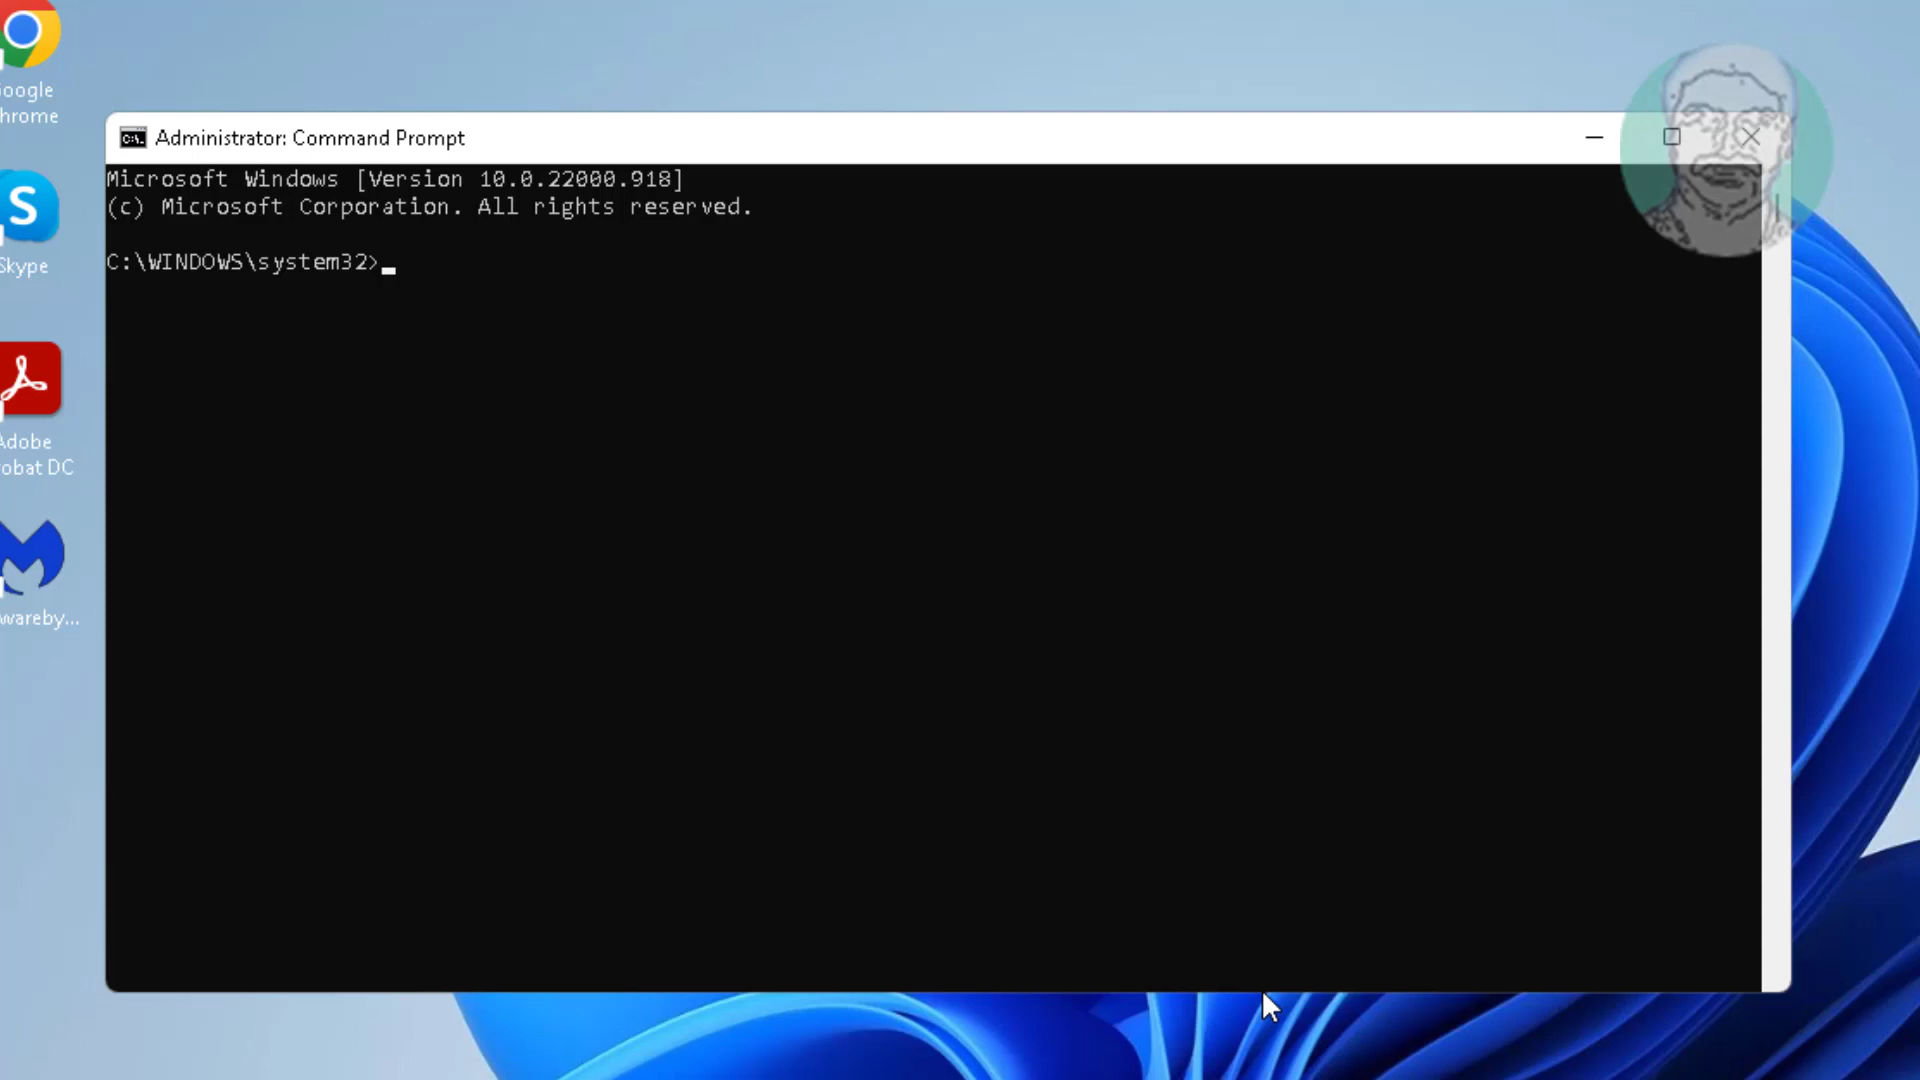 Administrator: Command Prompt
Microsoft Windows [Version 10.0.22000.918]
(c) Microsoft Corporation. All rights reserved.
C:\WINDOWS\system32>
oogle
hrome
Skype
Adobe
robat DC
wareby...